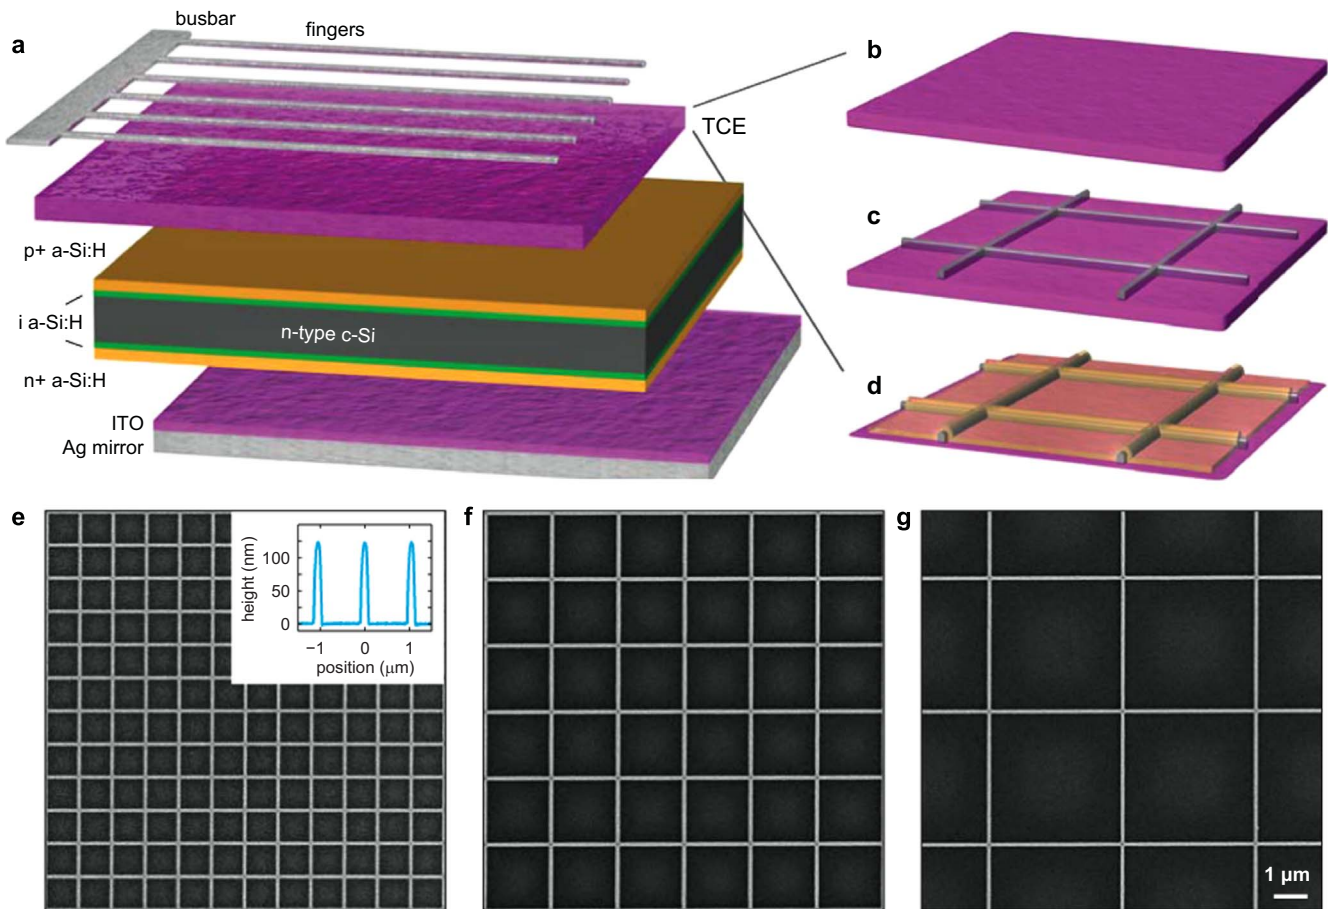 a
busbar
fingers
TCE
p+ a-Si:H
i a-Si:H
n-type c-Si
n+ a-Si:H
ITO
Ag mirror
b
c
d
e
height (nm)
100
50
0
−1 0 1
position (μm)
f
g
1 μm